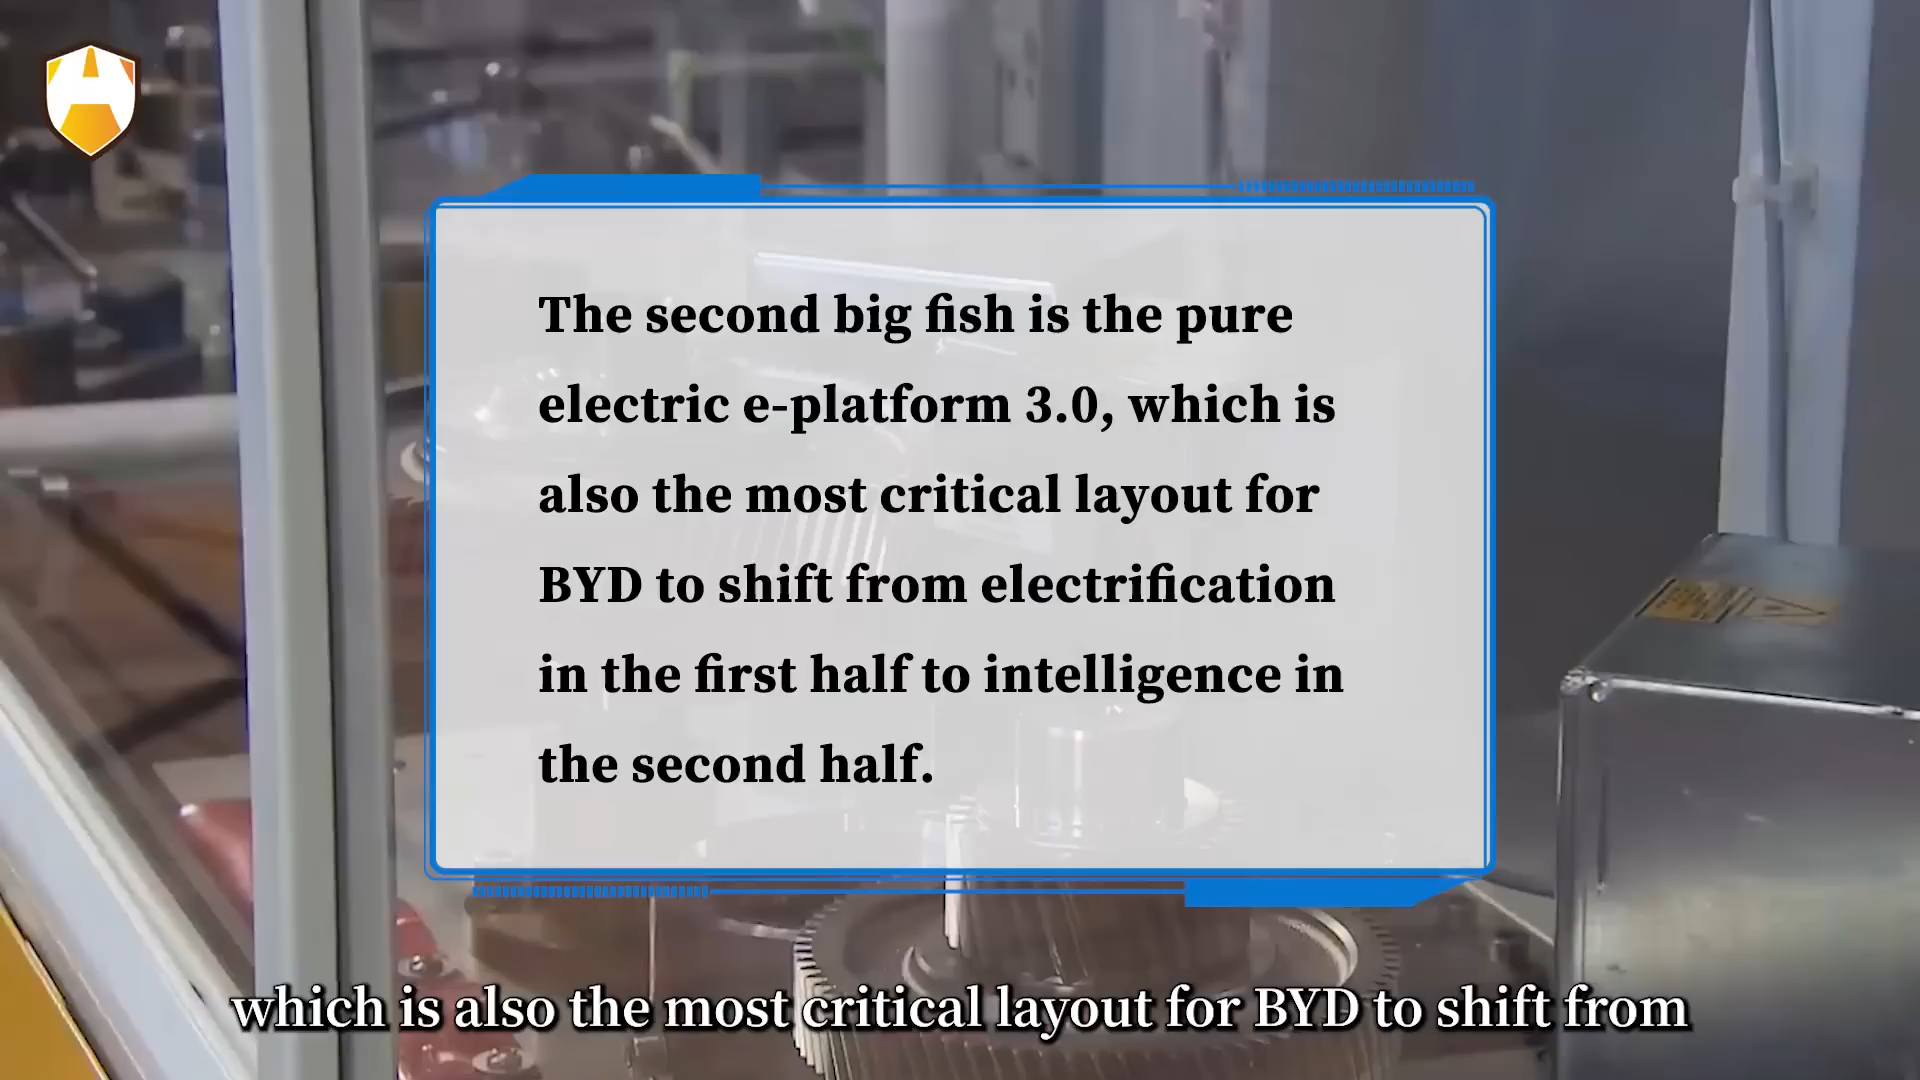 The second big fish is the pure
electric e-platform 3.0, which is
also the most critical layout for
BYD to shift from electrification
in the first half to intelligence in
the second half.
which is also the most critical layout for BYD to shift from